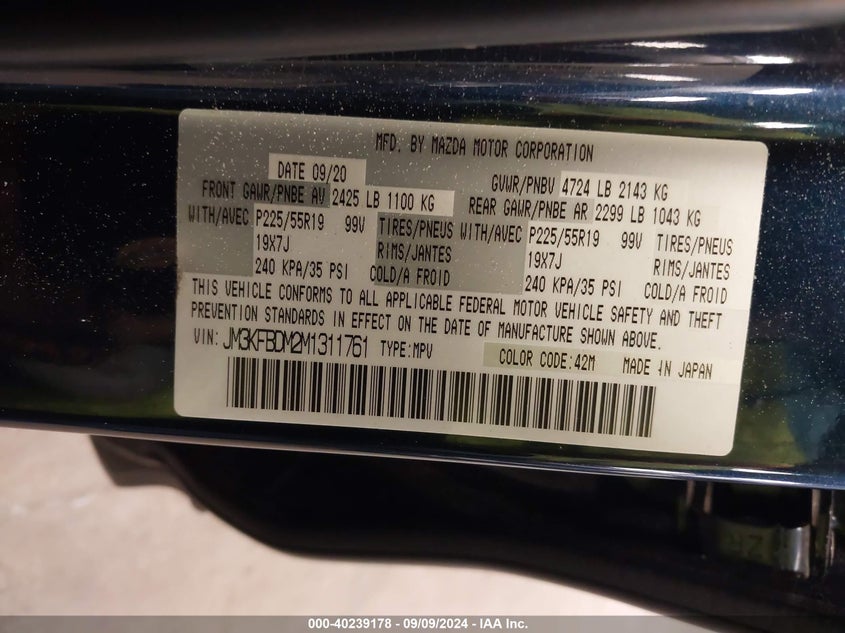 MFD. BY MAZDA MOTOR CORPORATION
DATE 09/20 GVWR/PNBV 4724 LB 2143 KG
FRONT GAWR/PNBE AV 2425 LB 1100 KG REAR GAWR/PNBE AR 2299 LB 1043 KG
WITH/AVEC P225/55R19 99V TIRES/PNEUS WITH/AVEC P225/55R19 99V TIRES/PNEUS
19X7J RIMS/JANTES 19X7J RIMS/JANTES
240 KPA/35 PSI COLD/A FROID 240 KPA/35 PSI COLD/A FROID
THIS VEHICLE CONFORMS TO ALL APPLICABLE FEDERAL MOTOR VEHICLE SAFETY AND THEFT
PREVENTION STANDARDS IN EFFECT ON THE DATE OF MANUFACTURE SHOWN ABOVE.
VIN: JM3KFBDM2M1311761 TYPE:MPV COLOR CODE:42M MADE IN JAPAN
000-40239178 - 09/09/2024 - IAA Inc.